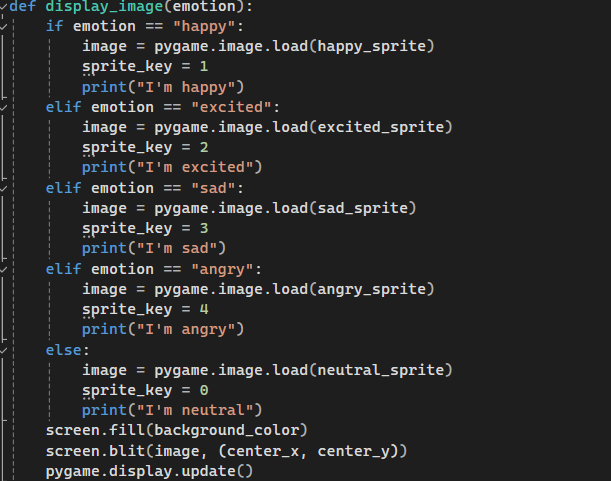 def display_image(emotion):
    if emotion == "happy":
        image = pygame.image.load(happy_sprite)
        sprite_key = 1
        print("I'm happy")
    elif emotion == "excited":
        image = pygame.image.load(excited_sprite)
        sprite_key = 2
        print("I'm excited")
    elif emotion == "sad":
        image = pygame.image.load(sad_sprite)
        sprite_key = 3
        print("I'm sad")
    elif emotion == "angry":
        image = pygame.image.load(angry_sprite)
        sprite_key = 4
        print("I'm angry")
    else:
        image = pygame.image.load(neutral_sprite)
        sprite_key = 0
        print("I'm neutral")
    screen.fill(background_color)
    screen.blit(image, (center_x, center_y))
    pygame.display.update()